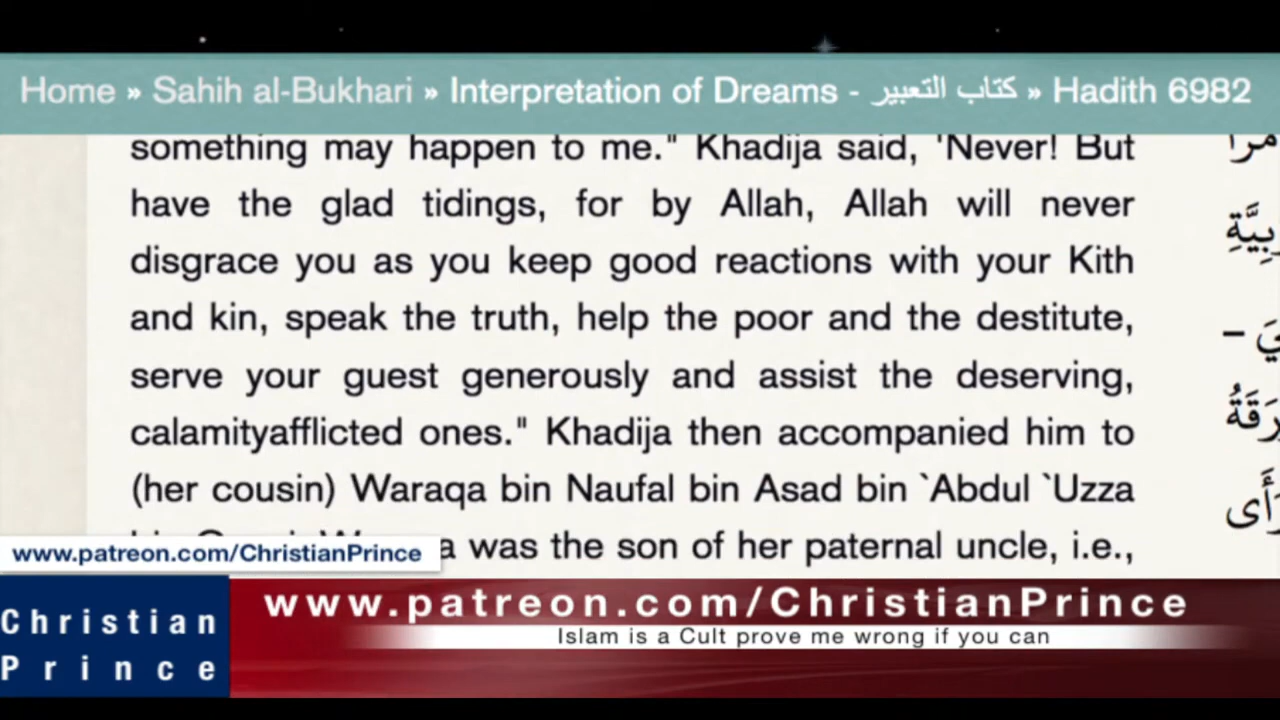 Home » Sahih al-Bukhari » Interpretation of Dreams - كتاب التعبير » Hadith 6982
something may happen to me." Khadija said, 'Never! But
have the glad tidings, for by Allah, Allah will never
disgrace you as you keep good reactions with your Kith
and kin, speak the truth, help the poor and the destitute,
serve your guest generously and assist the deserving,
calamityafflicted ones." Khadija then accompanied him to
(her cousin) Waraqa bin Naufal bin Asad bin `Abdul `Uzza
was the son of her paternal uncle, i.e.,
www.patreon.com/ChristianPrince
Christian
Prince
www.patreon.com/ChristianPrince
Islam is a Cult prove me wrong if you can